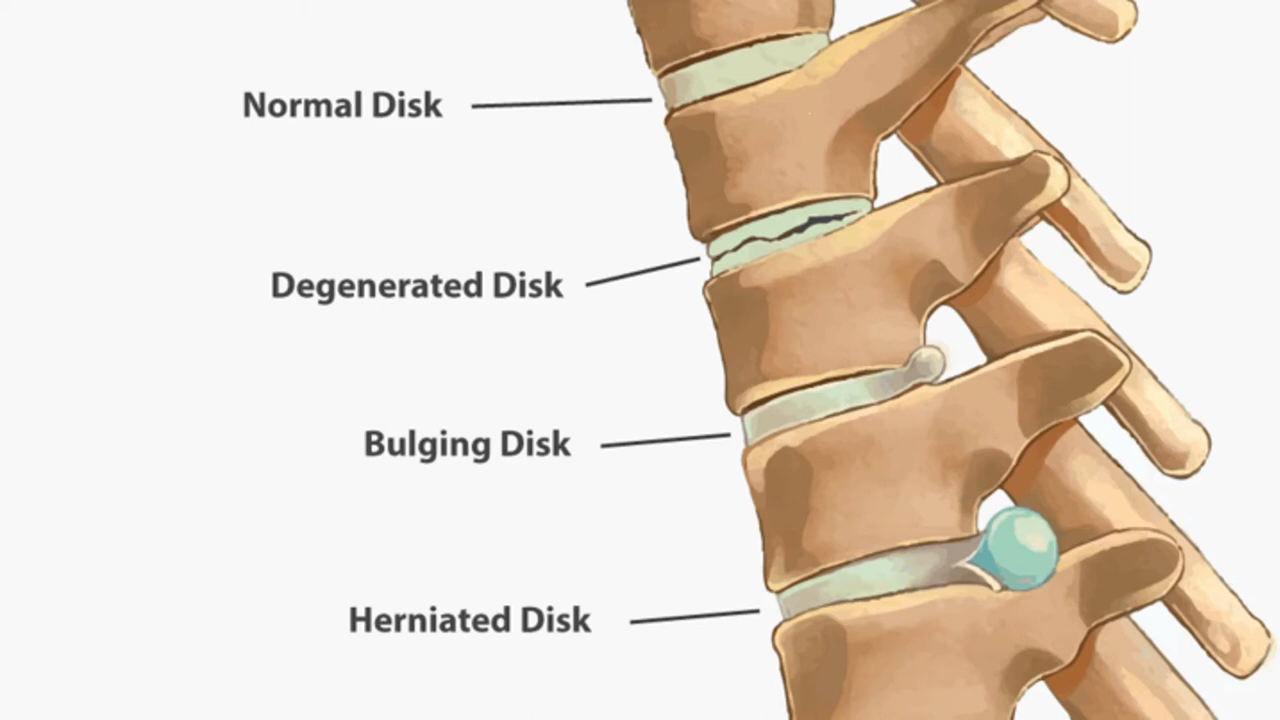 Normal Disk
Degenerated Disk
Bulging Disk
Herniated Disk